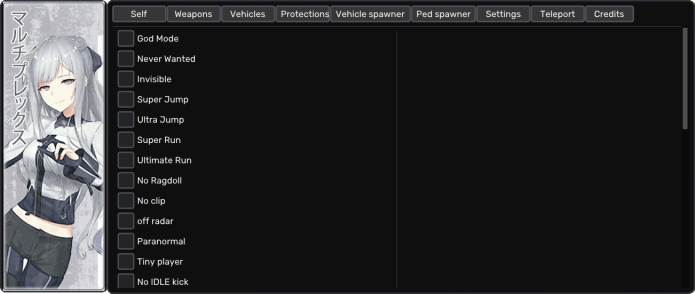 マルチプレックス
Self Weapons Vehicles Protections Vehicle spawner Ped spawner Settings Teleport Credits
God Mode
Never Wanted
Invisible
Super Jump
Ultra Jump
Super Run
Ultimate Run
No Ragdoll
No clip
off radar
Paranormal
Tiny player
No IDLE kick